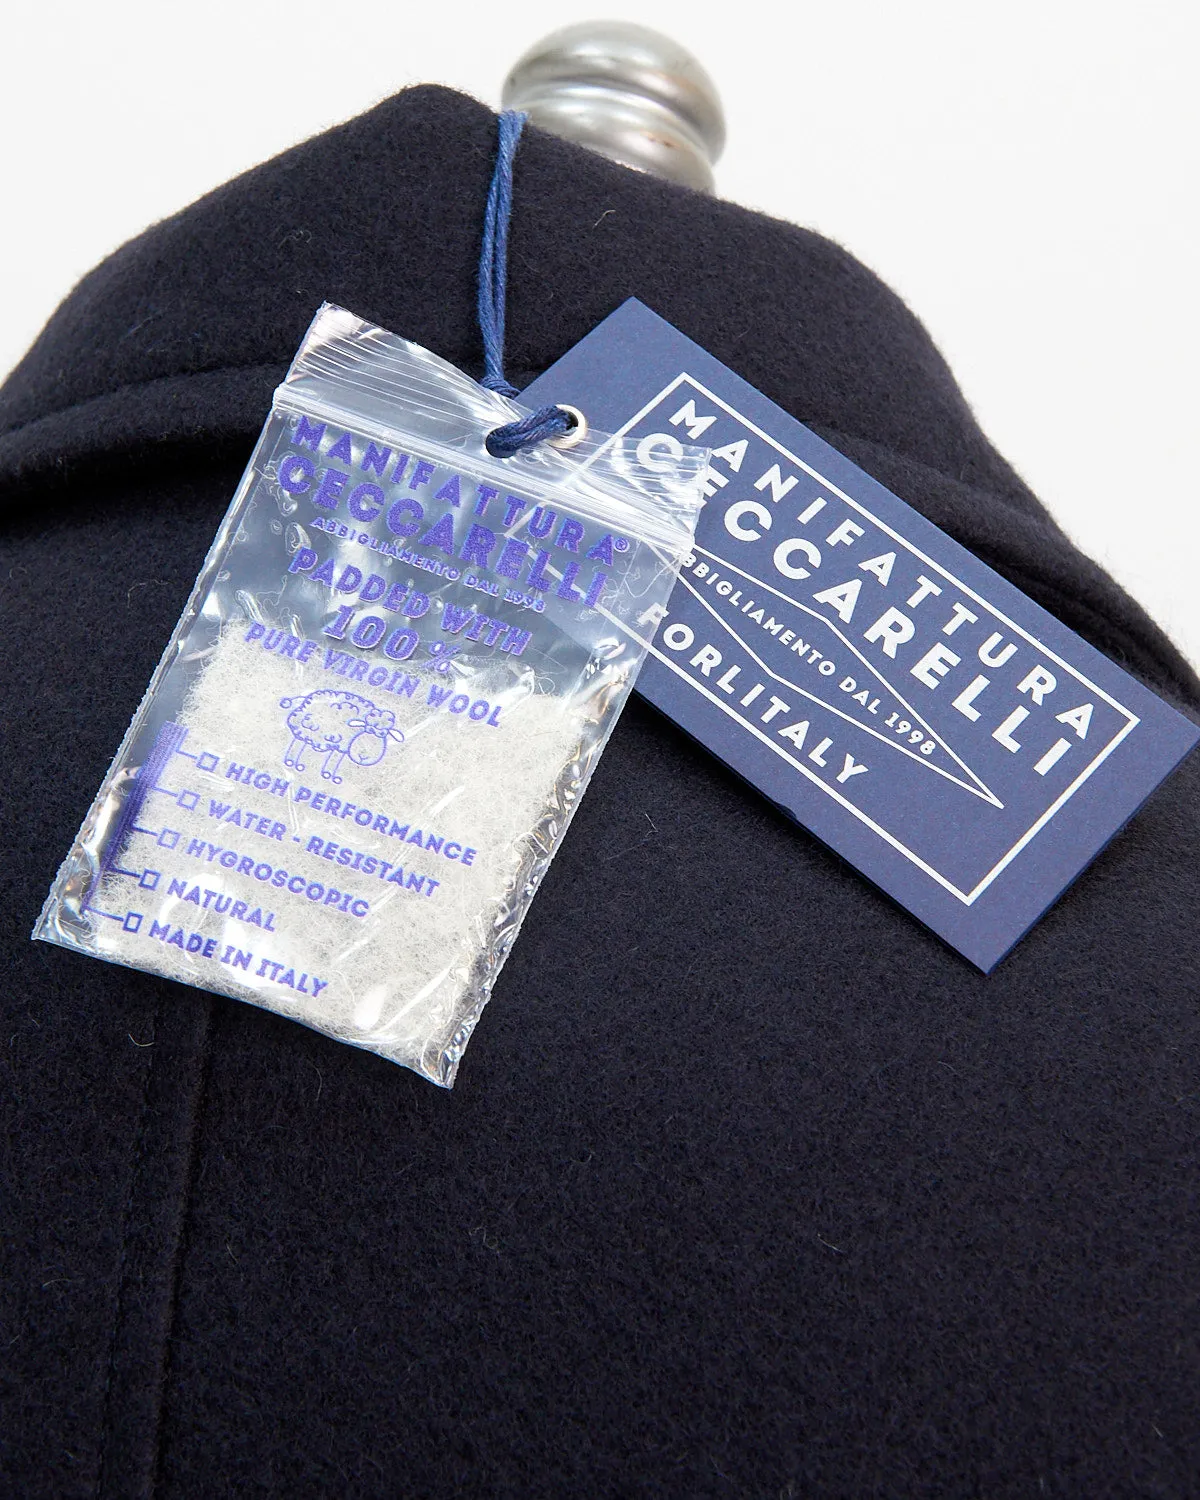 MANIFATTURA®
CECCARELLI
ABBIGLIAMENTO DAL 1998
PADDED WITH
100 %
PURE VIRGIN WOOL
HIGH PERFORMANCE
WATER - RESISTANT
HYGROSCOPIC
NATURAL
MADE IN ITALY
MANIFATTURA
CECCARELLI
ABBIGLIAMENTO DAL 1998
FORLITALY